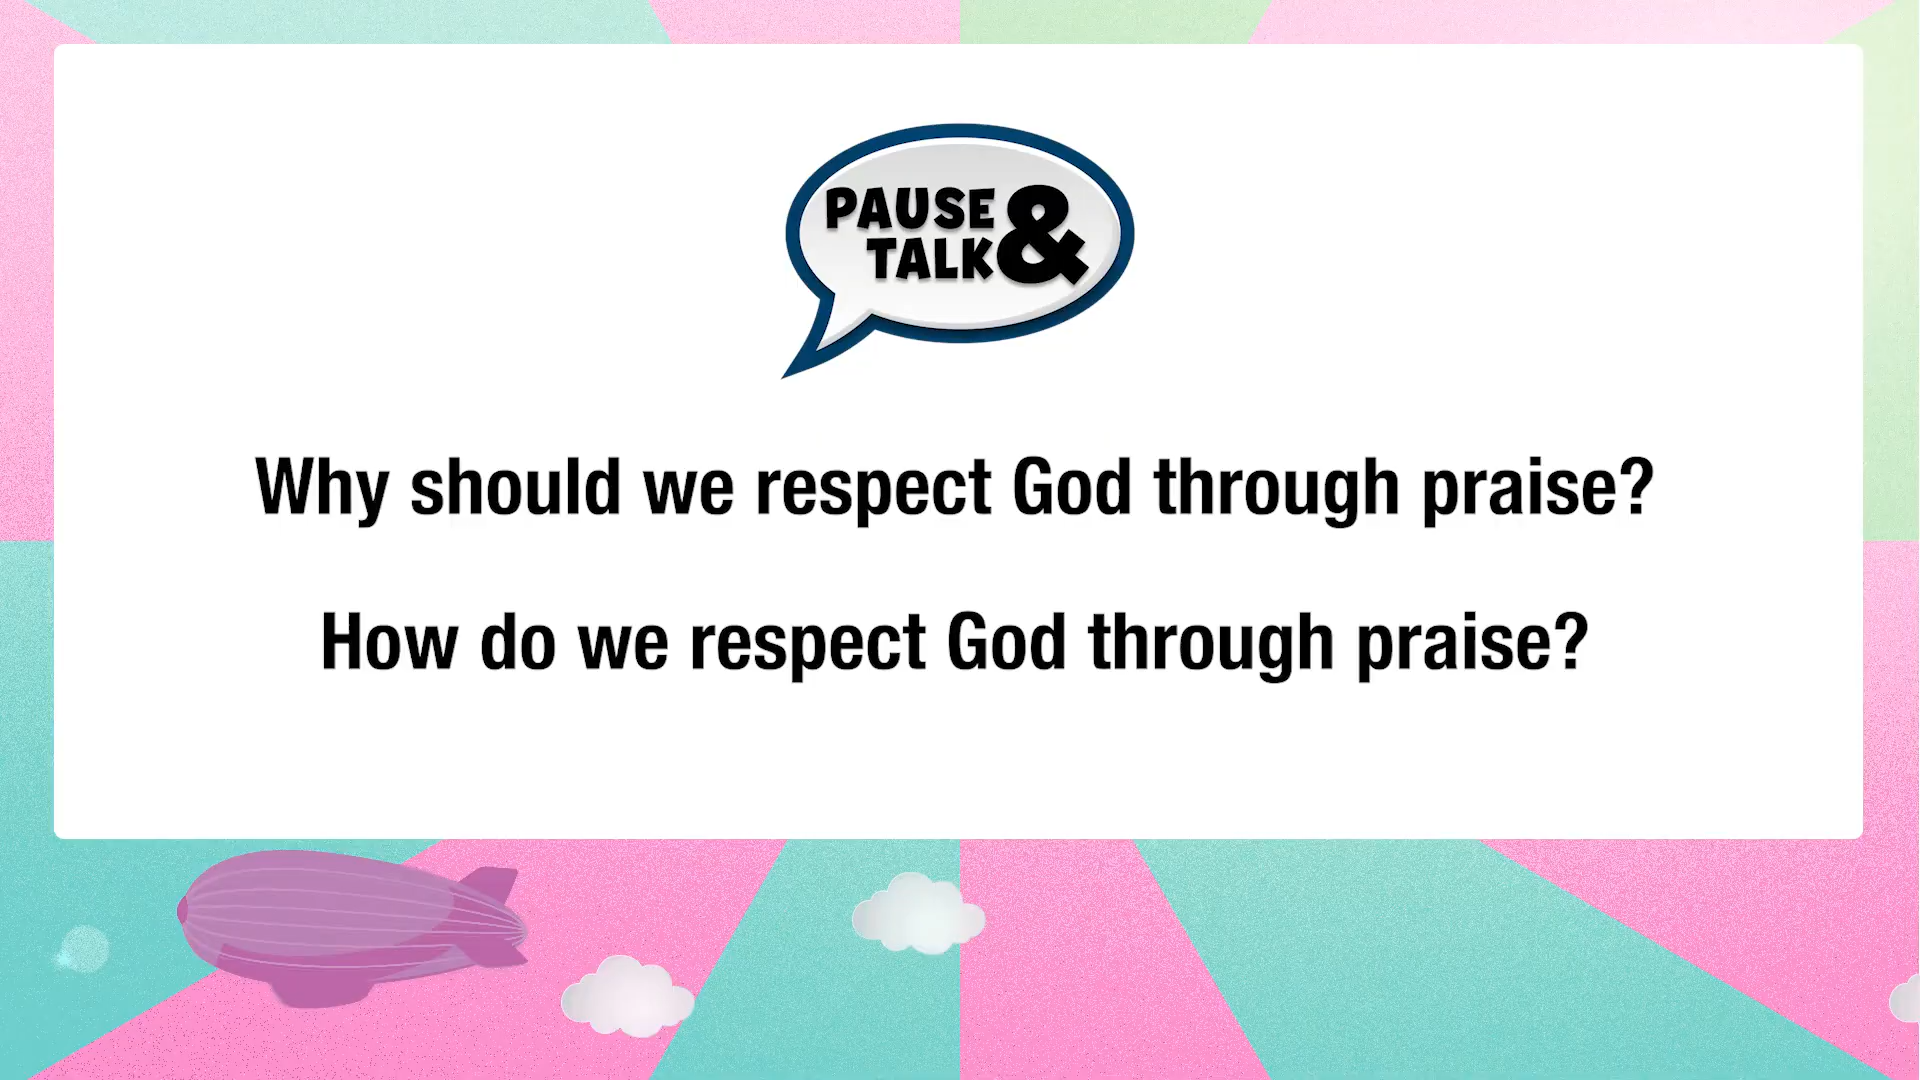 PAUSE &
TALK
Why should we respect God through praise?
How do we respect God through praise?